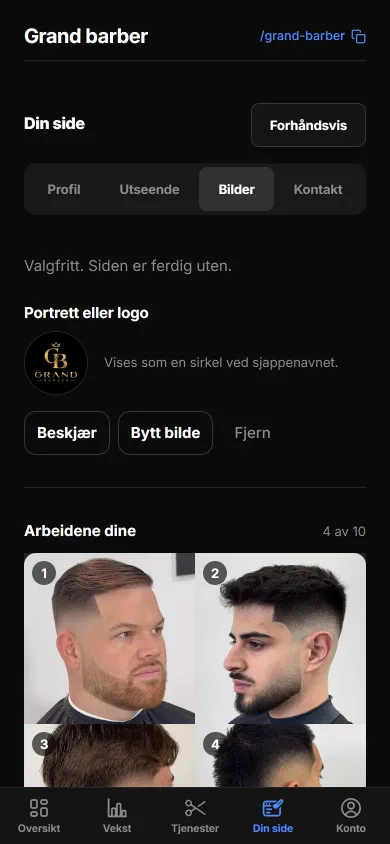 Grand barber
/grand-barber
Din side
Forhåndsvis
Profil
Utseende
Bilder
Kontakt
Valgfritt. Siden er ferdig uten.
Portrett eller logo
GB
GRAND
BARBER
Vises som en sirkel ved sjappenavnet.
Beskjær
Bytt bilde
Fjern
Arbeidene dine
4 av 10
1
2
3
4
Oversikt
Vekst
Tjenester
Din side
Konto